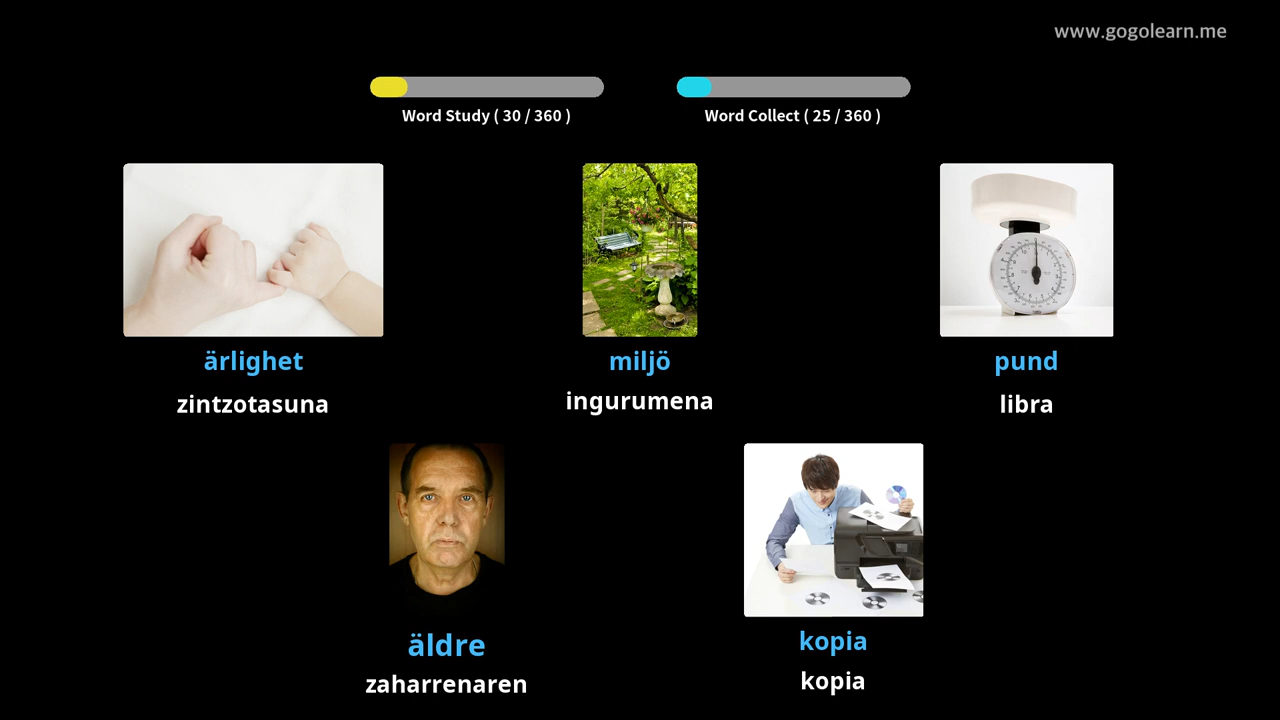 www.gogolearn.me
Word Study ( 30 / 360 )
Word Collect ( 25 / 360 )
ärlighet
zintzotasuna
miljö
ingurumena
pund
libra
äldre
zaharrenaren
kopia
kopia